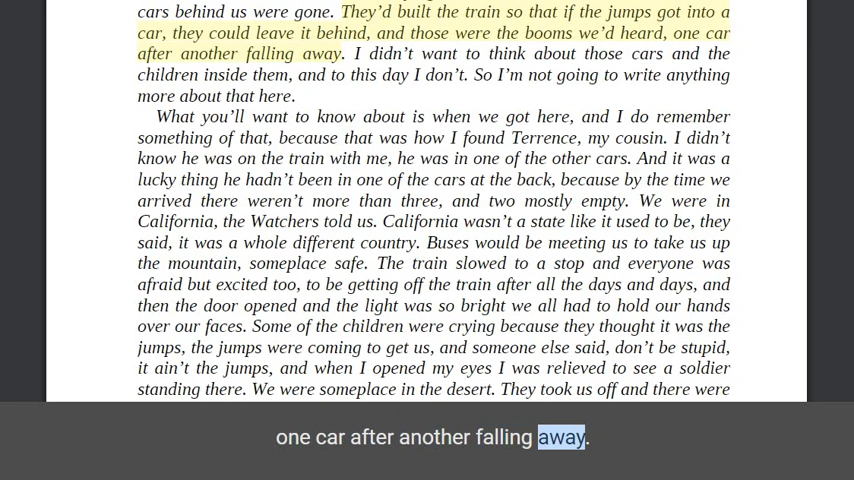 cars behind us were gone. They'd built the train so that if the jumps got into a
car, they could leave it behind, and those were the booms we'd heard, one car
after another falling away. I didn't want to think about those cars and the
children inside them, and to this day I don't. So I'm not going to write anything
more about that here.
What you'll want to know about is when we got here, and I do remember
something of that, because that was how I found Terrence, my cousin. I didn't
know he was on the train with me, he was in one of the other cars. And it was a
lucky thing he hadn't been in one of the cars at the back, because by the time we
arrived there weren't more than three, and two mostly empty. We were in
California, the Watchers told us. California wasn't a state like it used to be, they
said, it was a whole different country. Buses would be meeting us to take us up
the mountain, someplace safe. The train slowed to a stop and everyone was
afraid but excited too, to be getting off the train after all the days and days, and
then the door opened and the light was so bright we all had to hold our hands
over our faces. Some of the children were crying because they thought it was the
jumps, the jumps were coming to get us, and someone else said, don't be stupid,
it ain't the jumps, and when I opened my eyes I was relieved to see a soldier
standing there. We were someplace in the desert. They took us off and there were
one car after another falling away.